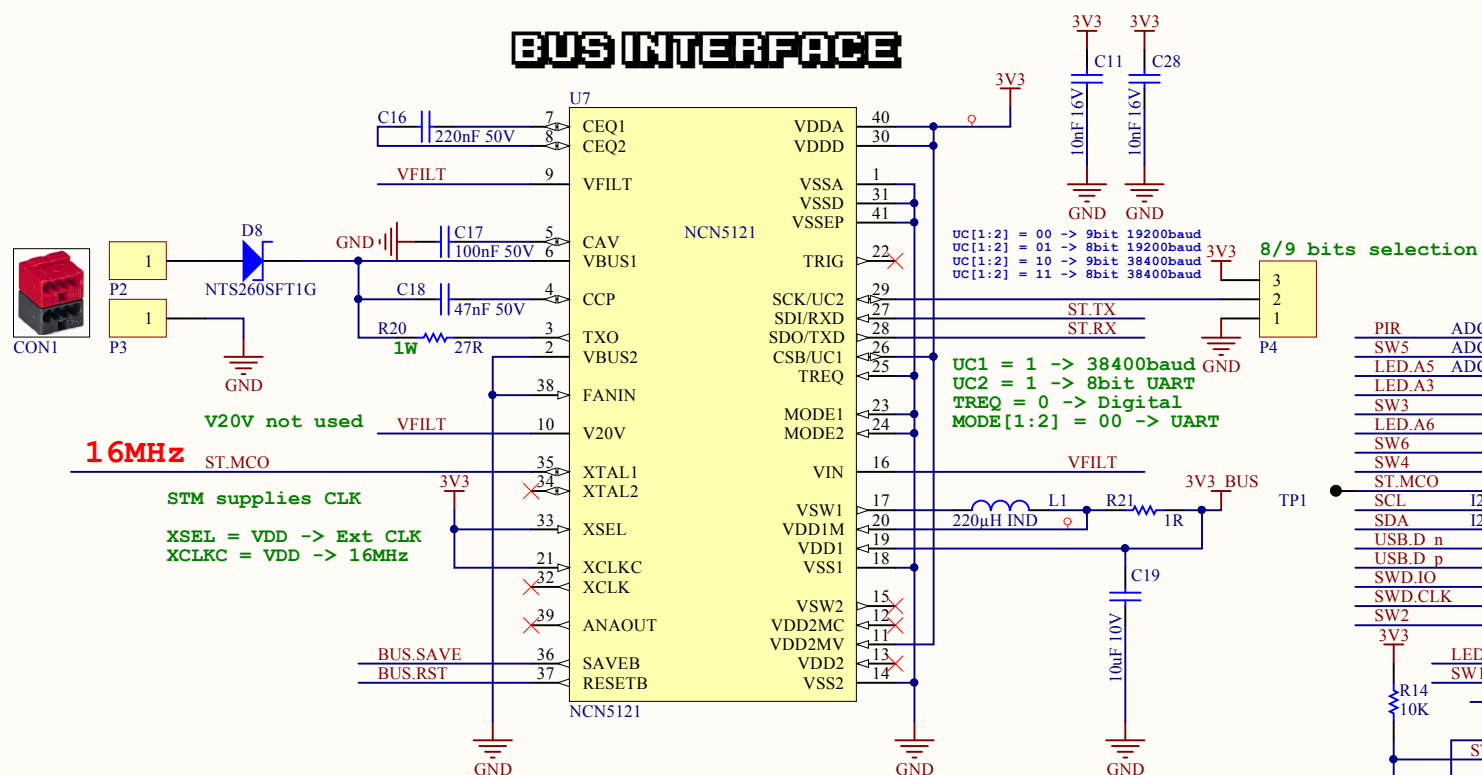 BUS INTERFACE
3V3
3V3
C11
C28
10nF 16V
10nF 16V
GND
GND
3V3
U7
C16
220nF 50V
7
8
CEQ1
CEQ2
VFILT
9
VFILT
D8
NTS260SFT1G
GND
C17
100nF 50V
5
6
CAV
VBUS1
C18
47nF 50V
4
CCP
R20
1W
27R
3
2
TXO
VBUS2
38
FANIN
V20V not used
VFILT
10
V20V
16MHz
ST.MCO
35
34
XTAL1
XTAL2
STM supplies CLK
3V3
XSEL = VDD -> Ext CLK
XCLKC = VDD -> 16MHz
33
XSEL
21
32
XCLKC
XCLK
39
ANAOUT
BUS.SAVE
36
SAVEB
BUS.RST
37
RESETB
NCN5121
GND
1
P2
1
P3
CON1
GND
NCN5121
VDDA
40
VDDD
30
VSSA
1
VSSD
31
VSSEP
41
TRIG
22
SCK/UC2
29
SDI/RXD
27
ST.TX
SDO/TXD
28
ST.RX
CSB/UC1
26
TREQ
25
MODE1
23
MODE2
24
VIN
16
VFILT
VSW1
17
VDD1M
20
VDD1
19
VSS1
18
VSW2
15
VDD2MC
12
VDD2MV
11
VDD2
13
VSS2
14
GND
UC[1:2] = 00 -> 9bit 19200baud
UC[1:2] = 01 -> 8bit 19200baud
UC[1:2] = 10 -> 9bit 38400baud
UC[1:2] = 11 -> 8bit 38400baud
3V3
8/9 bits selection
3
2
1
P4
GND
UC1 = 1 -> 38400baud
UC2 = 1 -> 8bit UART
TREQ = 0 -> Digital
MODE[1:2] = 00 -> UART
220µH IND
L1
R21
1R
3V3_BUS
C19
10uF 10V
GND
TP1
PIR
SW5
LED.A5
LED.A3
SW3
LED.A6
SW6
SW4
ST.MCO
SCL
SDA
USB.D_n
USB.D_p
SWD.IO
SWD.CLK
SW2
3V3
R14
10K